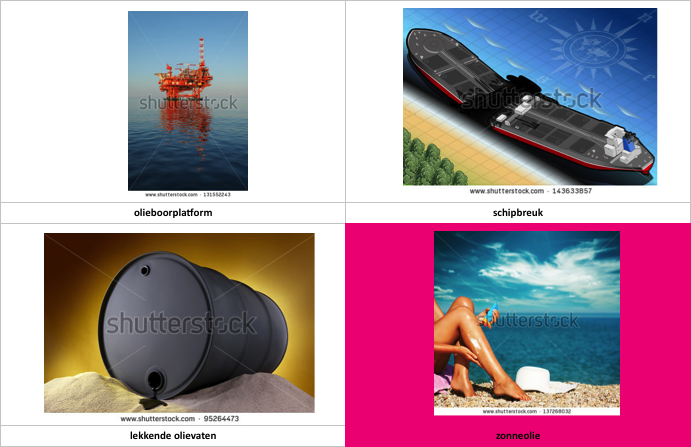 shutterstock
www.shutterstock.com · 131552243
olieboorplatform
shutterstock
www.shutterstock.com · 143633857
schipbreuk
shutterstock
www.shutterstock.com · 95264473
lekkende olievaten
shutterstock
www.shutterstock.com · 137268032
zonneolie